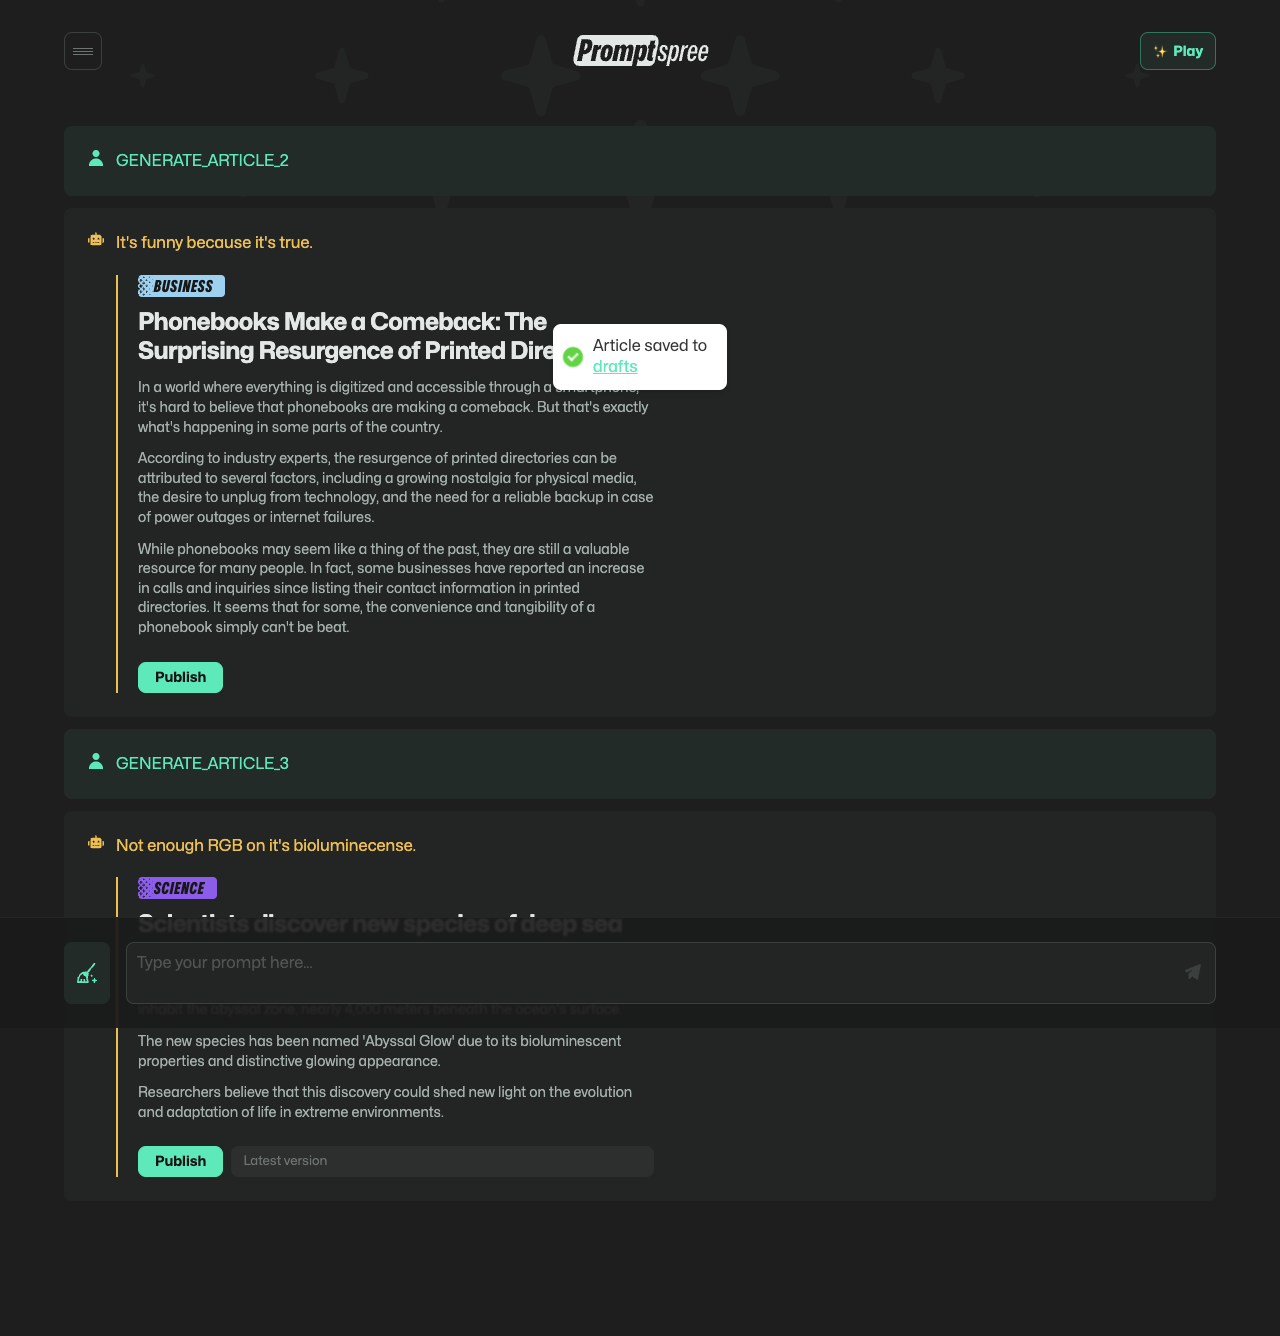 Promptspree
✨ Play
GENERATE_ARTICLE_2
It's funny because it's true.
BUSINESS
Phonebooks Make a Comeback: The
Surprising Resurgence of Printed
Article saved to
drafts
In a world where everything is digitized and accessible through a smartphone,
it's hard to believe that phonebooks are making a comeback. But that's exactly
what's happening in some parts of the country.
According to industry experts, the resurgence of printed directories can be
attributed to several factors, including a growing nostalgia for physical media,
the desire to unplug from technology, and the need for a reliable backup in case
of power outages or internet failures.
While phonebooks may seem like a thing of the past, they are still a valuable
resource for many people. In fact, some businesses have reported an increase
in calls and inquiries since listing their contact information in printed
directories. It seems that for some, the convenience and tangibility of a
phonebook simply can't be beat.
Publish
GENERATE_ARTICLE_3
Not enough RGB on it's bioluminecense.
SCIENCE
Scientists discover new species of deep sea
Type your prompt here...
inhabit the abyssal zone, nearly 4,000 meters beneath the ocean's surface.
The new species has been named 'Abyssal Glow' due to its bioluminescent
properties and distinctive glowing appearance.
Researchers believe that this discovery could shed new light on the evolution
and adaptation of life in extreme environments.
Publish
Latest version